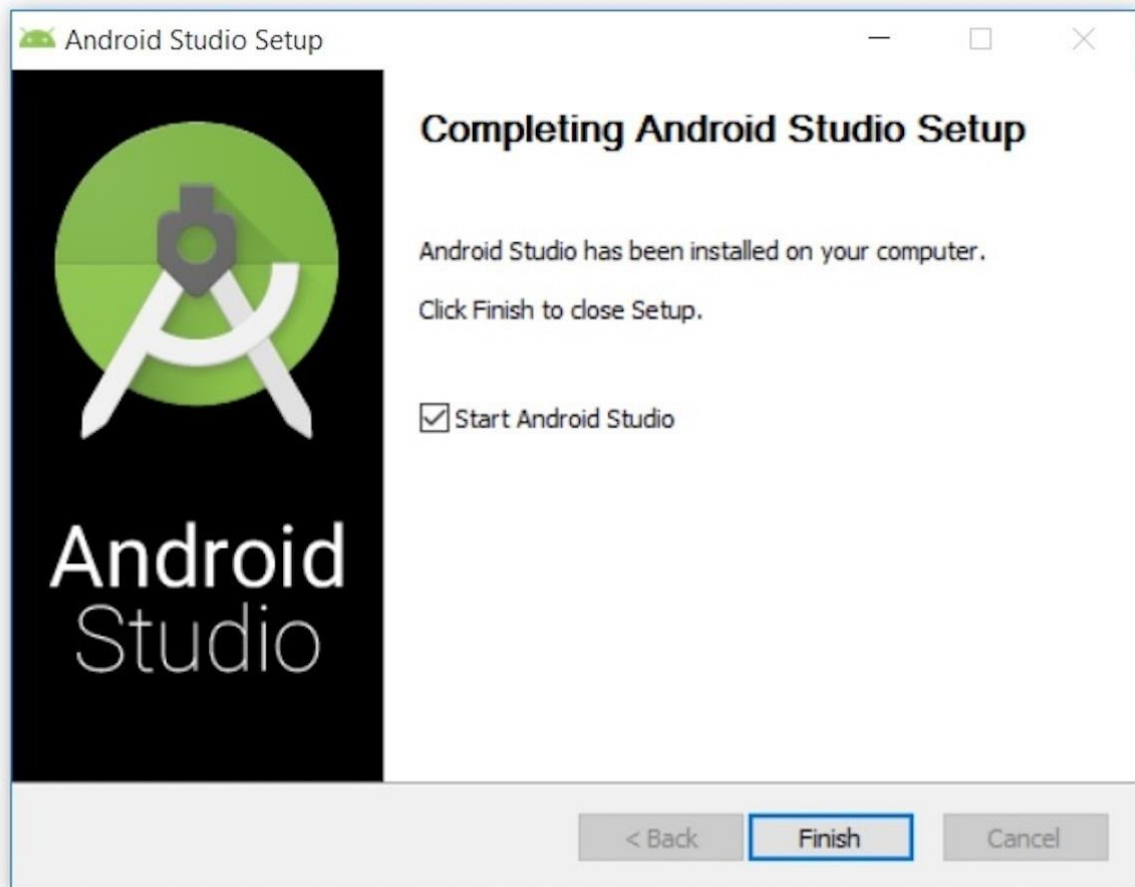 Android Studio Setup
Completing Android Studio Setup
Android Studio has been installed on your computer.
Click Finish to close Setup.
Start Android Studio
Android
Studio
< Back
Finish
Cancel